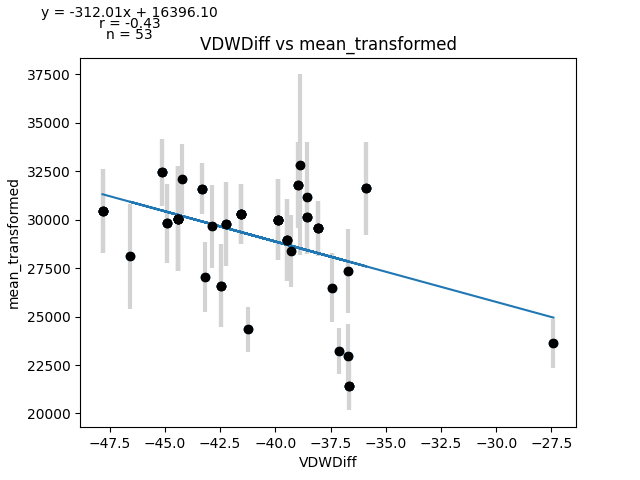 y = -312.01x + 16396.10
r = -0.43
n = 53
VDWDiff vs mean_transformed
37500
35000
32500
30000
27500
25000
22500
20000
mean_transformed
−47.5 −45.0 −42.5 −40.0 −37.5 −35.0 −32.5 −30.0 −27.5
VDWDiff